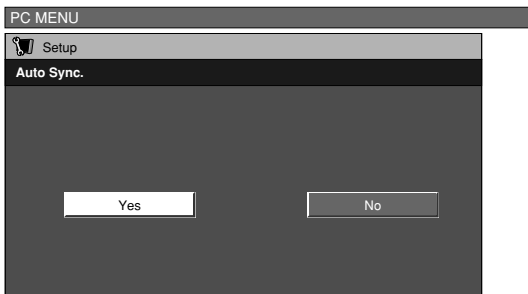 PC MENU
Setup
Auto Sync.
Yes
No